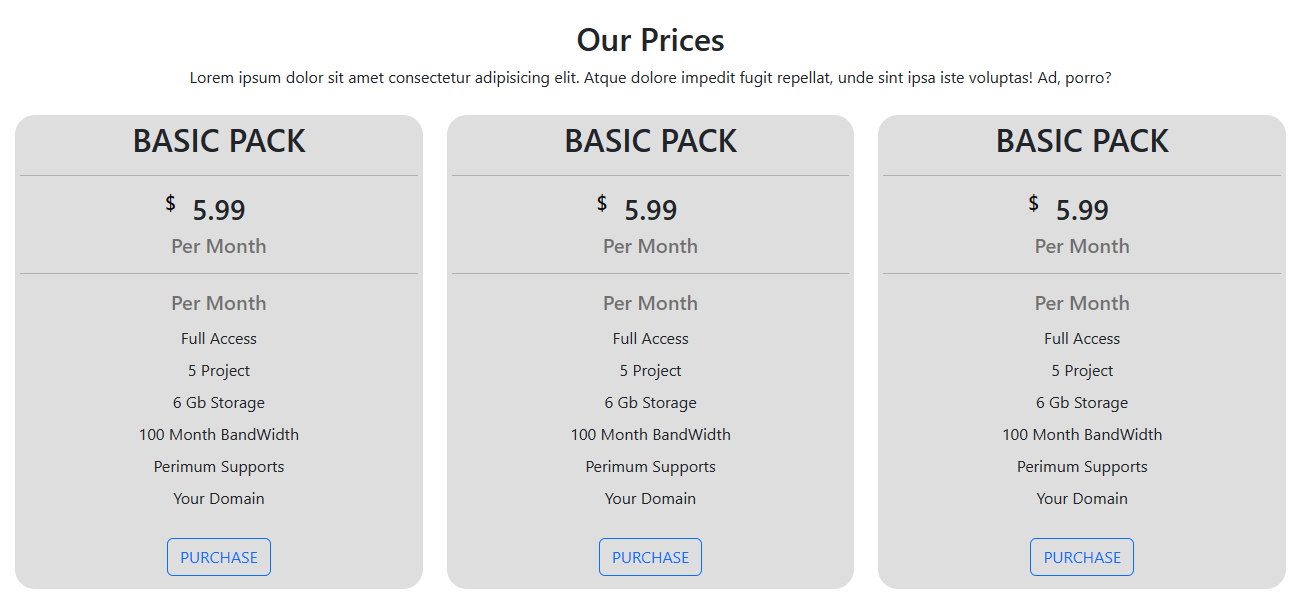 Our Prices
Lorem ipsum dolor sit amet consectetur adipisicing elit. Atque dolore impedit fugit repellat, unde sint ipsa iste voluptas! Ad, porro?
BASIC PACK
$ 5.99
Per Month
Per Month
Full Access
5 Project
6 Gb Storage
100 Month BandWidth
Perimum Supports
Your Domain
PURCHASE
BASIC PACK
$ 5.99
Per Month
Per Month
Full Access
5 Project
6 Gb Storage
100 Month BandWidth
Perimum Supports
Your Domain
PURCHASE
BASIC PACK
$ 5.99
Per Month
Per Month
Full Access
5 Project
6 Gb Storage
100 Month BandWidth
Perimum Supports
Your Domain
PURCHASE